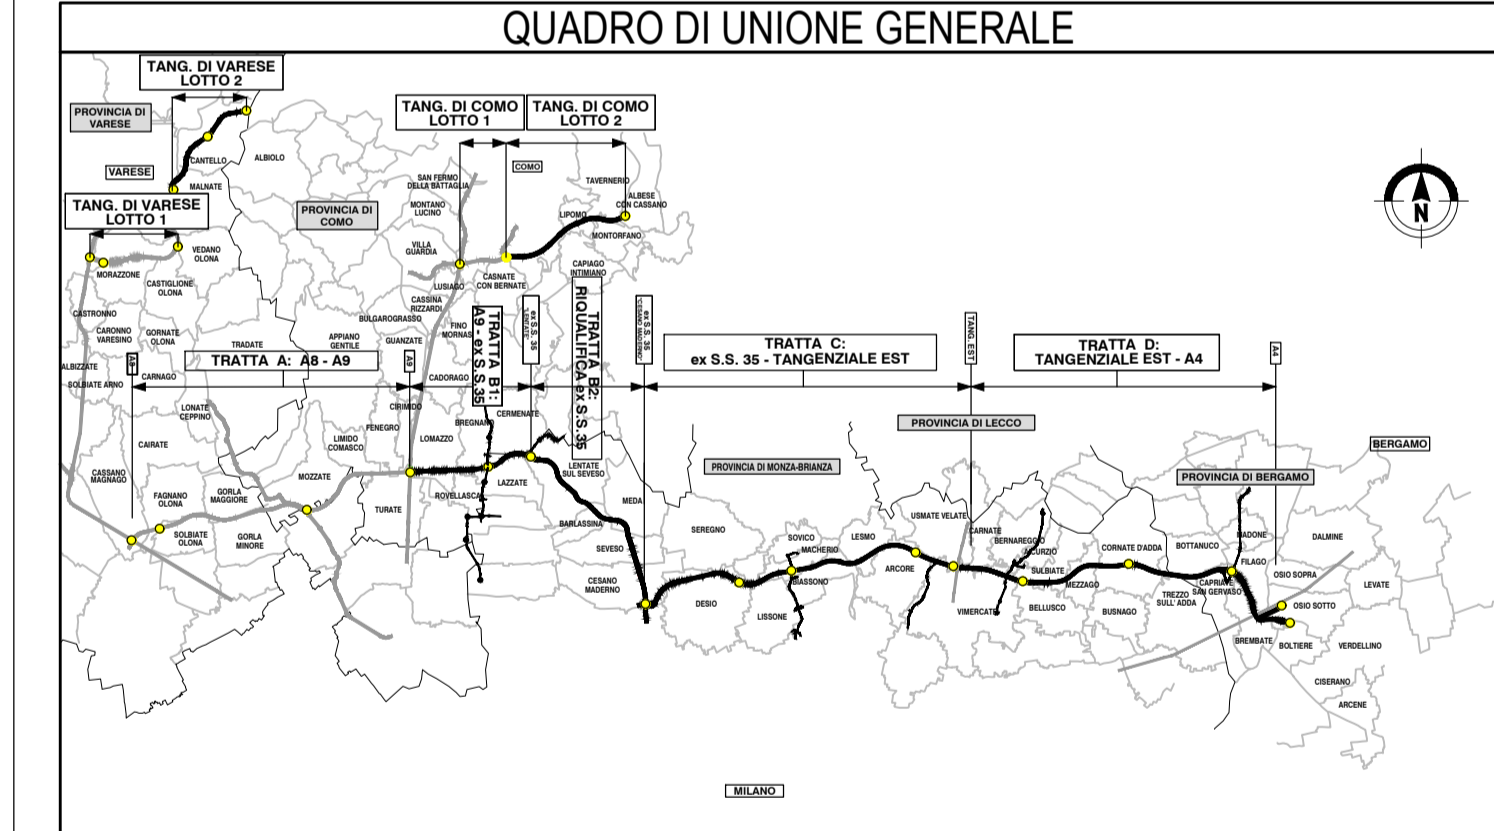 QUADRO DI UNIONE GENERALE
TANG. DI VARESE
LOTTO 2
PROVINCIA DI
VARESE
TANG. DI COMO
LOTTO 1
TANG. DI COMO
LOTTO 2
CANTELLO
ALBIOLO
VARESE
MALNATE
COMO
SAN FERMO
DELLA BATTAGLIA
TAVERNERIO
ALBESE
CON CASSANO
TANG. DI VARESE
LOTTO 1
PROVINCIA DI
COMO
MONTANO
LUCINO
LIPOMO
MONTORFANO
N
VEDANO
OLONA
VILLA
GUARDIA
MORAZZONE
CASTIGLIONE
OLONA
LUSIAGO
CASNATE
CON BERNATE
CAPIAGO
INTIMIANO
CASSINA
RIZZARDI
CASTRONNO
BULGAROGRASSO
FINO
MORNAS
CARONNO
VARESINO
GORNATE
OLONA
TRADATE
APPIANO
GENTILE
GUANZATE
TRATTA B1:
A9 - ex S.S.35
ex S.S. 35
"LENTATE"
TRATTA B2:
RIQUALIFICA ex S.S.35
ex S.S. 35
"CESANO MADERNO"
TRATTA C:
ex S.S. 35 - TANGENZIALE EST
TANG. EST
TRATTA D:
TANGENZIALE EST - A4
A4
A8
TRATTA A: A8 - A9
A9
ALBIZZATE
SOLBIATE ARNO
CARNAGO
CADORAGO
LONATE
CEPPINO
CIRIMIDO
FENEGRO
LOMAZZO
BREGNAN
CERMENATE
PROVINCIA DI LECCO
CAIRATE
LIMIDO
COMASCO
BERGAMO
CASSANO
MAGNAGO
MOZZATE
LENTATE
SUL SEVESO
PROVINCIA DI MONZA-BRIANZA
PROVINCIA DI BERGAMO
FAGNANO
OLONA
GORLA
MAGGIORE
ROVELLASCA
LAZZATE
MEDA
TURATE
BARLASSINA
SEREGNO
USMATE VELATE
SOLBIATE
OLONA
GORLA
MINORE
SEVESO
SOVICO
MACHERIO
LESMO
CARNATE
BERNAREGGIO
AICURZIO
CORNATE D'ADDA
BOTTANUCO
MADONE
DALMINE
FILAGO
CESANO
MADERNO
BIASSONO
ARCORE
SULBIATE
MEZZAGO
CAPRIATE
SAN GERVASO
OSIO SOPRA
LEVATE
DESIO
LISSONE
VIMERCATE
BELLUSCO
BUSNAGO
TREZZO
SULL' ADDA
OSIO SOTTO
BREMBATE
BOLTIERE
VERDELLINO
CISERANO
ARCENE
MILANO